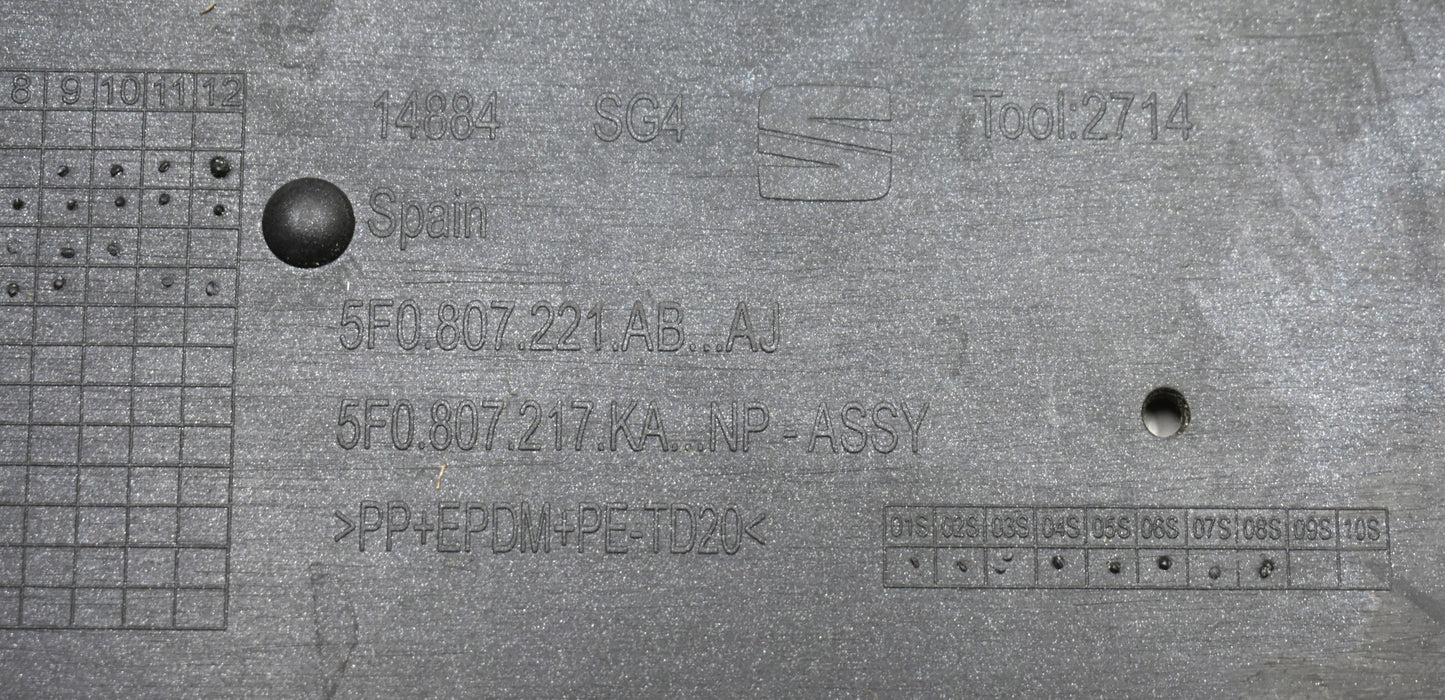 8 9 10 11 12
14884 SG4 Tool:2714
Spain
5F0.807.221.AB...AJ
5F0.807.217.KA...NP - ASSY
>PP+EPDM+PE-TD20<
01S 02S 03S 04S 05S 06S 07S 08S 09S 10S